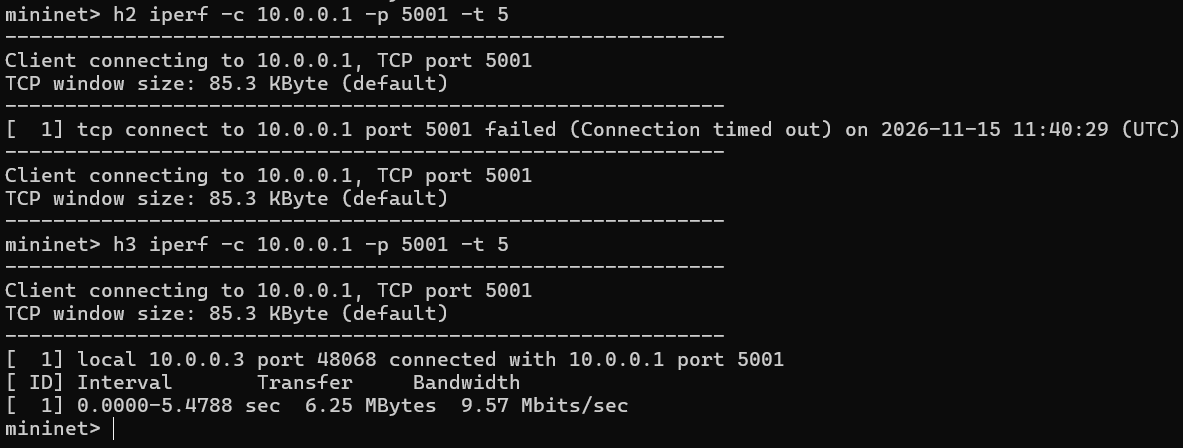 mininet> h2 iperf -c 10.0.0.1 -p 5001 -t 5
------------------------------------------------------------
Client connecting to 10.0.0.1, TCP port 5001
TCP window size: 85.3 KByte (default)
------------------------------------------------------------
[  1] tcp connect to 10.0.0.1 port 5001 failed (Connection timed out) on 2026-11-15 11:40:29 (UTC)
------------------------------------------------------------
Client connecting to 10.0.0.1, TCP port 5001
TCP window size: 85.3 KByte (default)
------------------------------------------------------------
mininet> h3 iperf -c 10.0.0.1 -p 5001 -t 5
------------------------------------------------------------
Client connecting to 10.0.0.1, TCP port 5001
TCP window size: 85.3 KByte (default)
------------------------------------------------------------
[  1] local 10.0.0.3 port 48068 connected with 10.0.0.1 port 5001
[ ID] Interval       Transfer     Bandwidth
[  1] 0.0000-5.4788 sec  6.25 MBytes  9.57 Mbits/sec
mininet>